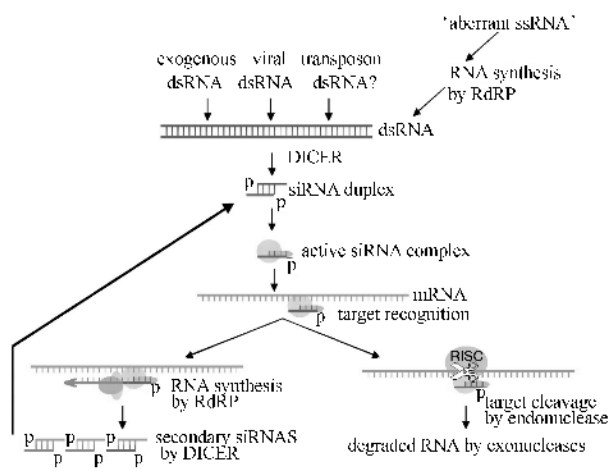 'aberrant ssRNA'
exogenous viral transposon
dsRNA dsRNA dsRNA?
RNA synthesis
by RdRP
dsRNA
DICER
p
siRNA duplex
p
active siRNA complex
p
mRNA
p target recognition
RISC
p RNA synthesis
by RdRP
p
target cleavage
by endonuclease
p p p
secondary siRNAS
by DICER
p p p
degraded RNA by exonucleases